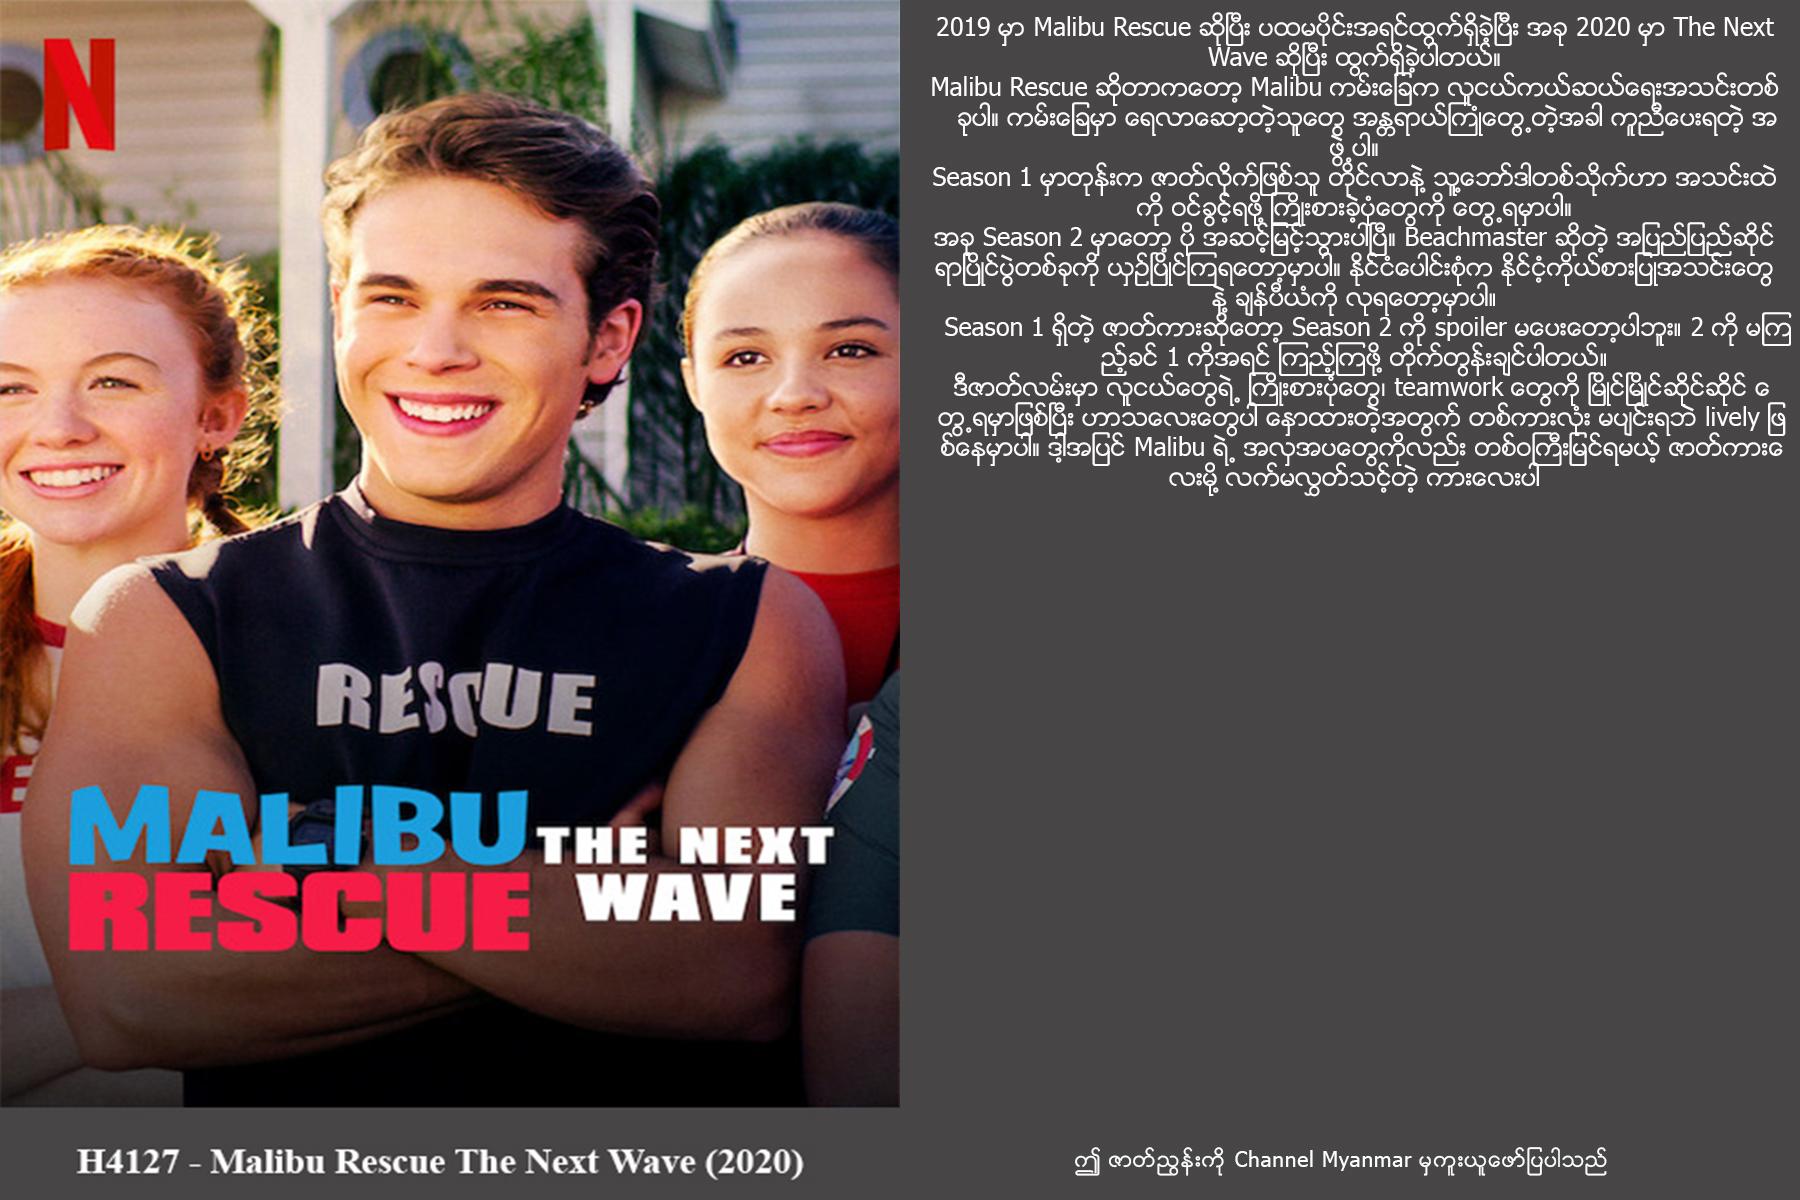 N
RESCUE
MALIBU
RESCUE
THE NEXT
WAVE
H4127 - Malibu Rescue The Next Wave (2020)
2019 မှာ Malibu Rescue ဆိုပြီး ပထမပိုင်းအရင်ထွက်ရှိခဲ့ပြီး အခု 2020 မှာ The Next
Wave ဆိုပြီး ထွက်ရှိခဲ့ပါတယ်။
Malibu Rescue ဆိုတာကတော့ Malibu ကမ်းခြေက လူငယ်ကယ်ဆယ်ရေးအသင်းတစ်
ခုပါ။ ကမ်းခြေမှာ ရေလာဆော့တဲ့သူတွေ အန္တရာယ်ကြုံတွေ့တဲ့အခါ ကူညီပေးရတဲ့ အ
ဖွဲ့ပါ။
Season 1 မှာတုန်းက ဇာတ်လိုက်ဖြစ်သူ တိုင်လာနဲ့ သူ့ဘော်ဒါတစ်သိုက်ဟာ အသင်းထဲ
ကို ဝင်ခွင့်ရဖို့ ကြိုးစားခဲ့ပုံတွေကို တွေ့ရမှာပါ။
အခု Season 2 မှာတော့ ပို အဆင့်မြင့်သွားပါပြီ။ Beachmaster ဆိုတဲ့ အပြည်ပြည်ဆိုင်
ရာပြိုင်ပွဲတစ်ခုကို ယှဉ်ပြိုင်ကြရတော့မှာပါ။ နိုင်ငံပေါင်းစုံက နိုင်ငံ့ကိုယ်စားပြုအသင်းတွေ
နဲ့ ချန်ပီယံကို လုရတော့မှာပါ။
Season 1 ရှိတဲ့ ဇာတ်ကားဆိုတော့ Season 2 ကို spoiler မပေးတော့ပါဘူး။ 2 ကို မကြ
ည့်ခင် 1 ကိုအရင် ကြည့်ကြဖို့ တိုက်တွန်းချင်ပါတယ်။
ဒီဇာတ်လမ်းမှာ လူငယ်တွေရဲ့ ကြိုးစားပုံတွေ၊ teamwork တွေကို မြိုင်မြိုင်ဆိုင်ဆိုင် ေ
တွ့ရမှာဖြစ်ပြီး ဟာသလေးတွေပါ နှောထားတဲ့အတွက် တစ်ကားလုံး မပျင်းရဘဲ lively ဖြ
စ်နေမှာပါ။ ဒါ့အပြင် Malibu ရဲ့ အလှအပတွေကိုလည်း တစ်ဝကြီးမြင်ရမယ့် ဇာတ်ကားေ
လးမို့ လက်မလွှတ်သင့်တဲ့ ကားလေးပါ
ဤ ဇာတ်ညွှန်းကို Channel Myanmar မှကူးယူဖော်ပြပါသည်